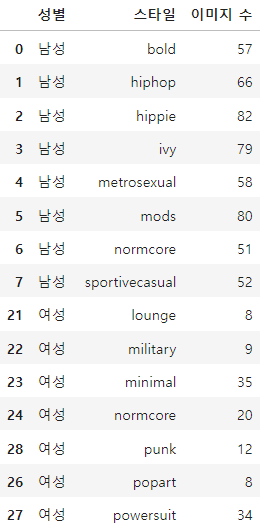 성별 스타일 이미지 수
0 남성 bold 57
1 남성 hiphop 66
2 남성 hippie 82
3 남성 ivy 79
4 남성 metrosexual 58
5 남성 mods 80
6 남성 normcore 51
7 남성 sportivecasual 52
21 여성 lounge 8
22 여성 military 9
23 여성 minimal 35
24 여성 normcore 20
28 여성 punk 12
26 여성 popart 8
27 여성 powersuit 34